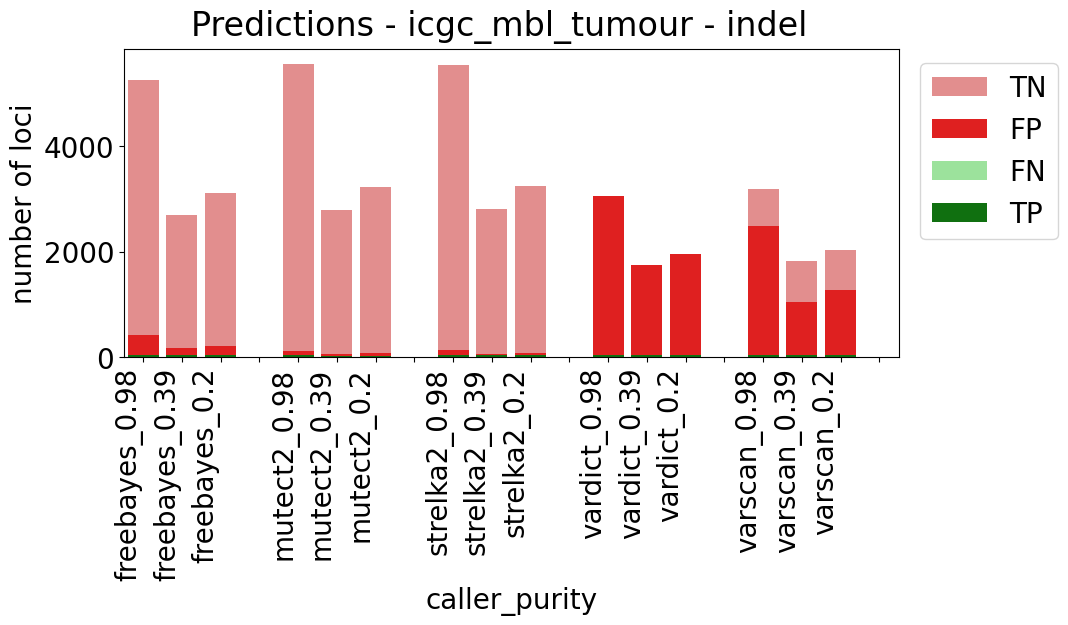 Predictions - icgc_mbl_tumour - indel
number of loci
4000
2000
0
TN
FP
FN
TP
freebayes_0.98
freebayes_0.39
freebayes_0.2
mutect2_0.98
mutect2_0.39
mutect2_0.2
strelka2_0.98
strelka2_0.39
strelka2_0.2
vardict_0.98
vardict_0.39
vardict_0.2
varscan_0.98
varscan_0.39
varscan_0.2
caller_purity